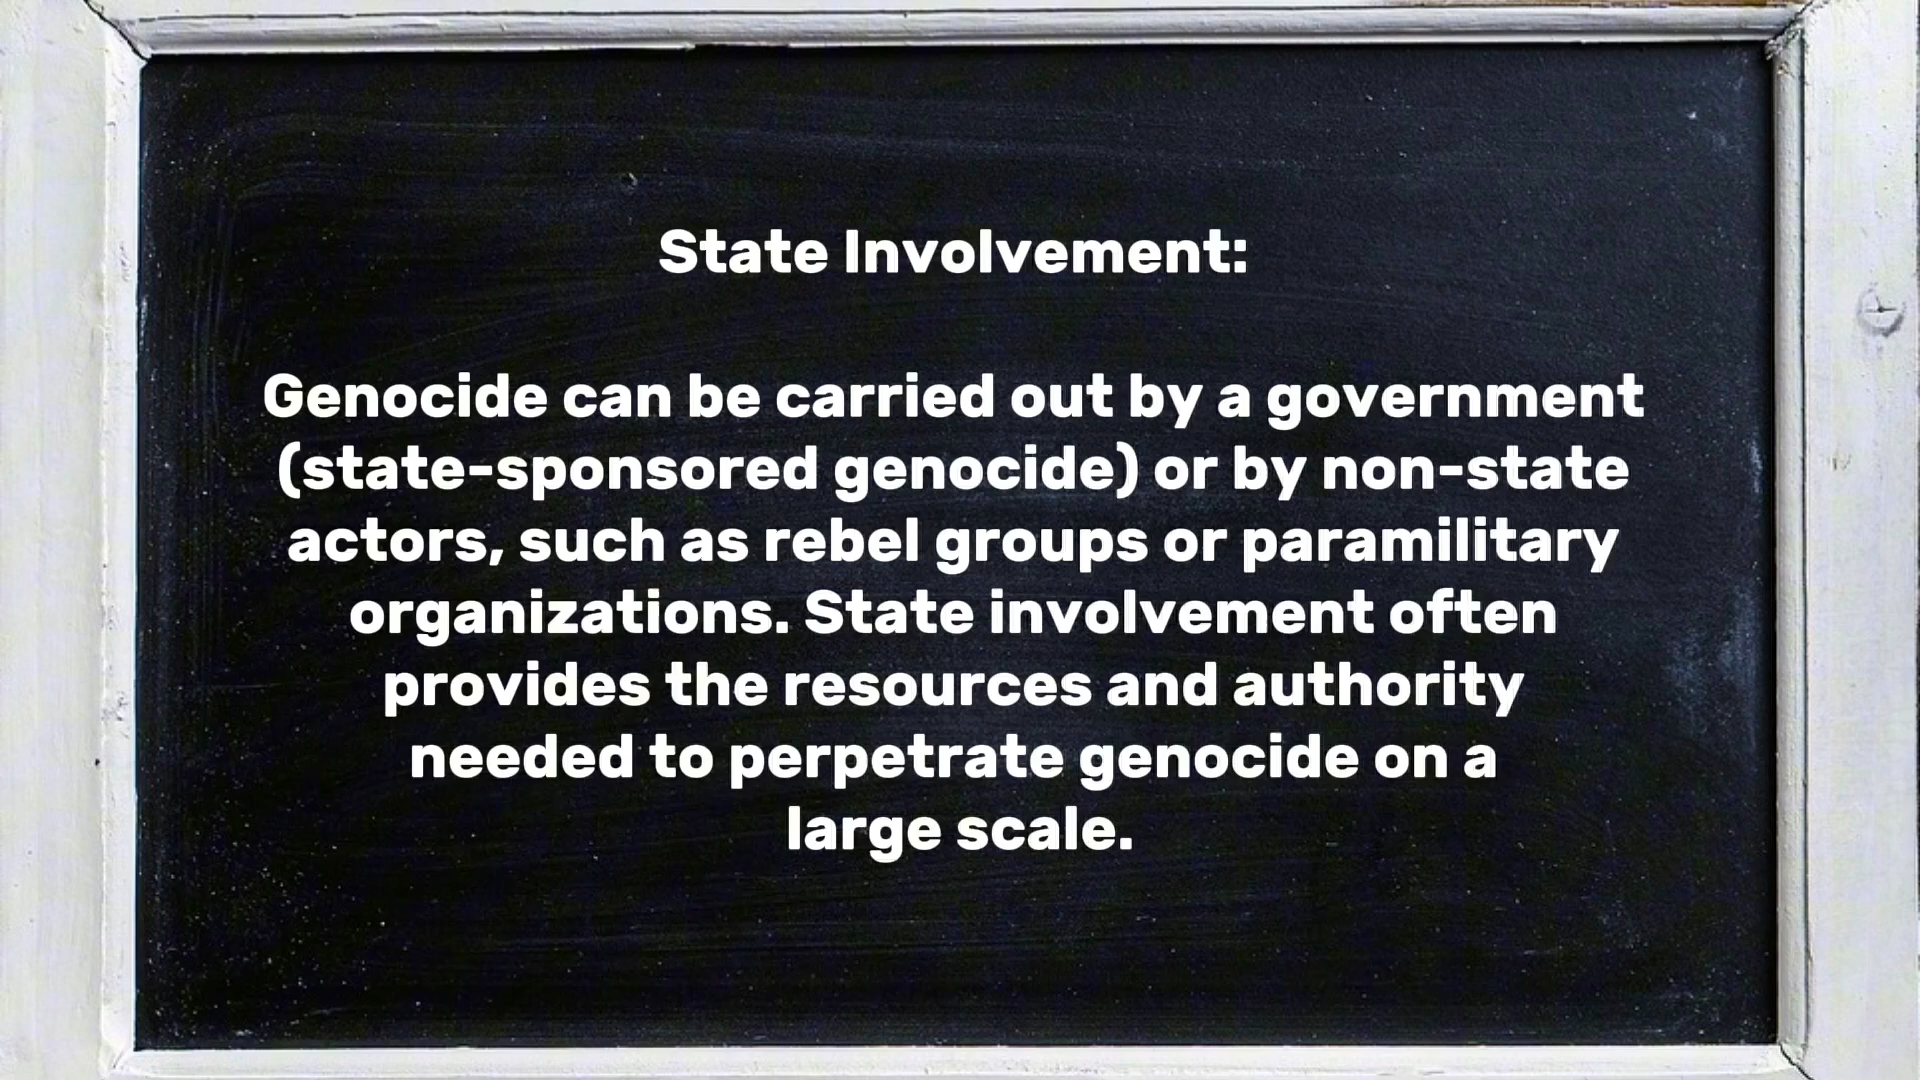 State Involvement:
Genocide can be carried out by a government
(state-sponsored genocide) or by non-state
actors, such as rebel groups or paramilitary
organizations. State involvement often
provides the resources and authority
needed to perpetrate genocide on a
large scale.